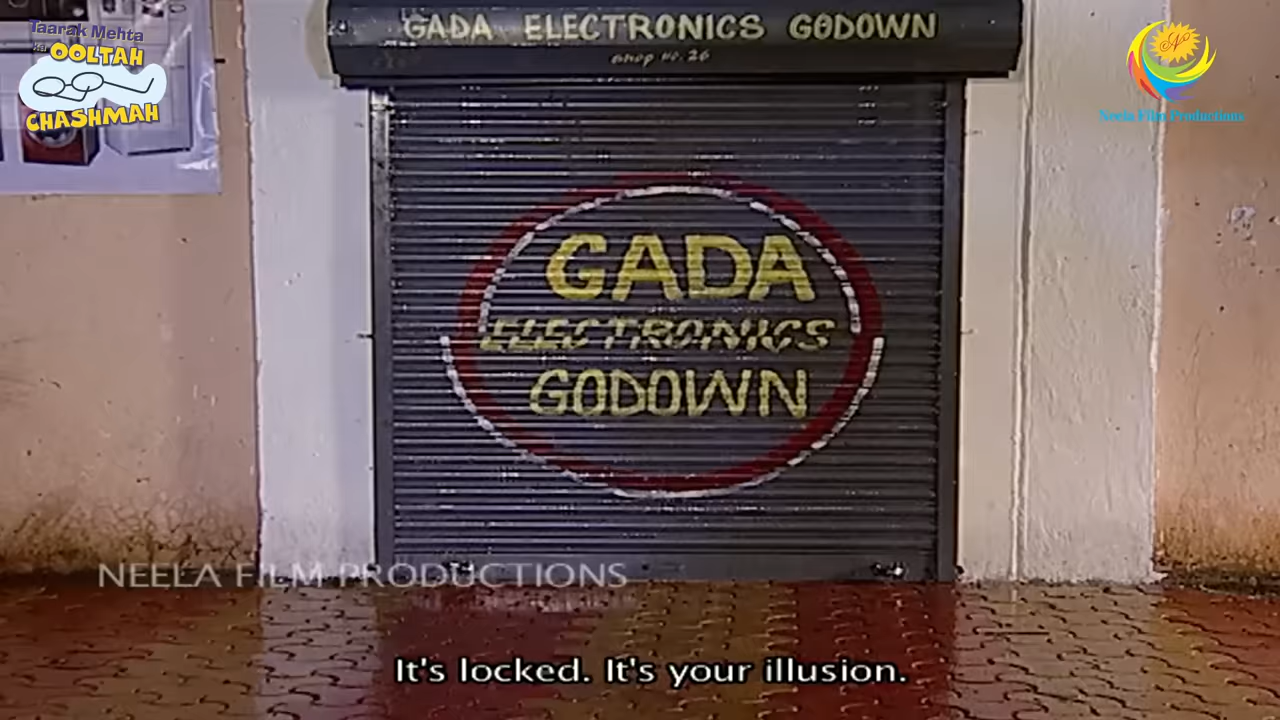 Taarak Mehta
Ka OOLTAH
CHASHMAH
Neela Film Productions
GADA ELECTRONICS GODOWN
Shop no. 26
GADA
ELECTRONICS
GODOWN
NEELA FILM PRODUCTIONS
It's locked. It's your illusion.